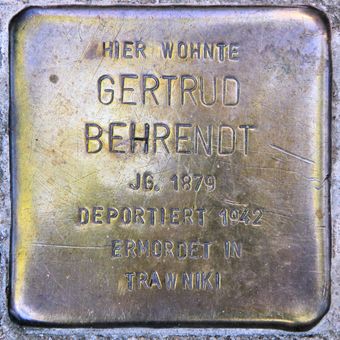 HIER WOHNTE
GERTRUD
BEHRENDT
JG. 1879
DEPORTIERT 1942
ERMORDET IN
TRAWNIKI